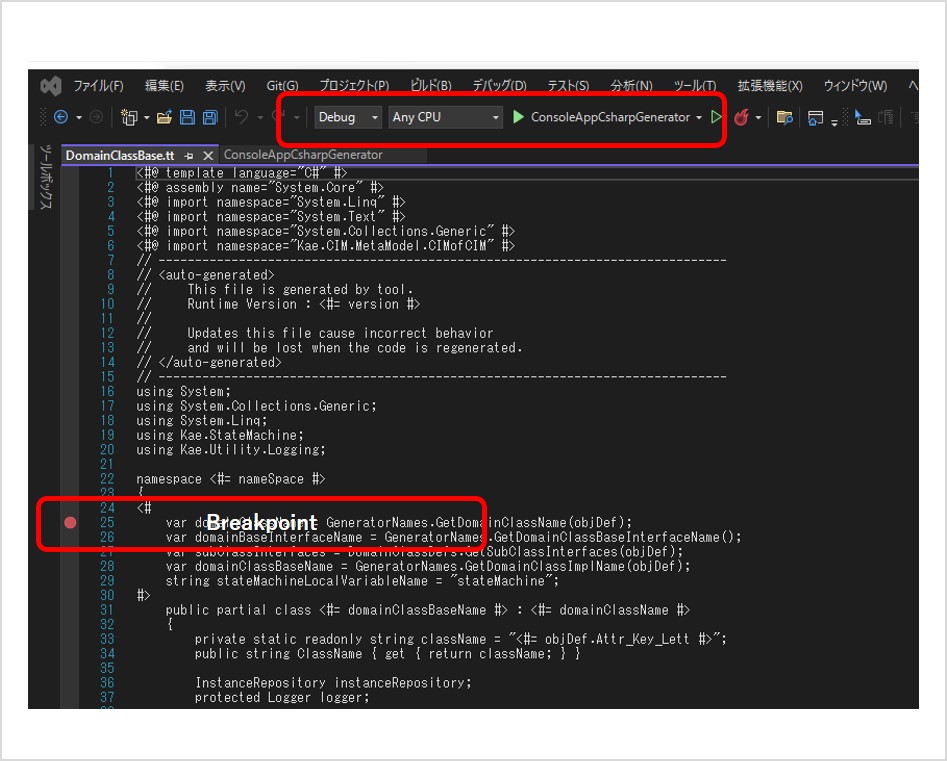 ファイル(F) 編集(E) 表示(V) Git(G) プロジェクト(P) ビルド(B) デバッグ(D) テスト(S) 分析(N) ツール(T) 拡張機能(X) ウィンドウ(W)
Debug Any CPU ConsoleAppCsharpGenerator
ツールボックス
DomainClassBase.tt ConsoleAppCsharpGenerator
1 <#@ template language="C#" #>
2 <#@ assembly name="System.Core" #>
3 <#@ import namespace="System.Linq" #>
4 <#@ import namespace="System.Text" #>
5 <#@ import namespace="System.Collections.Generic" #>
6 <#@ import namespace="Kae.CIM.MetaModel.CIMofCIM" #>
7 // ------------------------------------------------------------------------------
8 // <auto-generated>
9 //     This file is generated by tool.
10 //     Runtime Version : <#= version #>
11 //
12 //     Updates this file cause incorrect behavior
13 //     and will be lost when the code is regenerated.
14 // </auto-generated>
15 // ------------------------------------------------------------------------------
16 using System;
17 using System.Collections.Generic;
18 using System.Linq;
19 using Kae.StateMachine;
20 using Kae.Utility.Logging;
21
22 namespace <#= nameSpace #>
23 {
24 <#
Breakpoint
25     var GeneratorNames.GetDomainClassName(objDef);
26     var domainBaseInterfaceName = GeneratorNames.GetDomainClassBaseInterfaceName();
27     var subClassInterfaces = DomainClassDefs.GetSubClassInterfaces(objDef);
28     var domainClassBaseName = GeneratorNames.GetDomainClassImplName(objDef);
29     string stateMachineLocalVariableName = "stateMachine";
30 #>
31     public partial class <#= domainClassBaseName #> : <#= domainClassName #>
32     {
33         private static readonly string className = "<#= objDef.Attr_Key_Lett #>";
34         public string ClassName { get { return className; } }
35
36         InstanceRepository instanceRepository;
37         protected Logger logger;